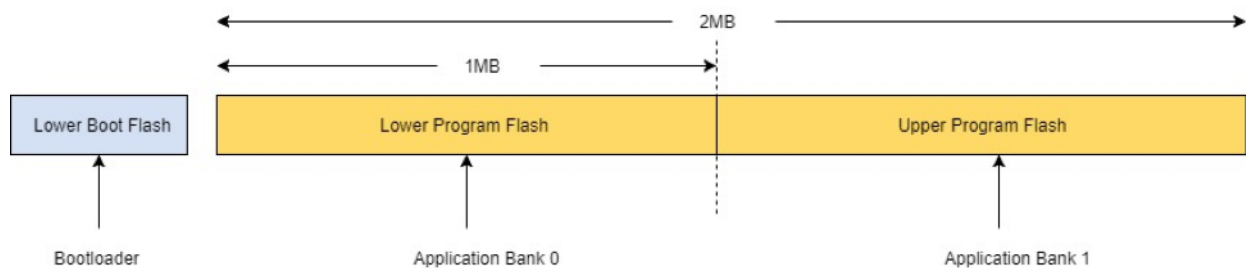 2MB
1MB
Lower Boot Flash
Lower Program Flash
Upper Program Flash
Bootloader
Application Bank 0
Application Bank 1